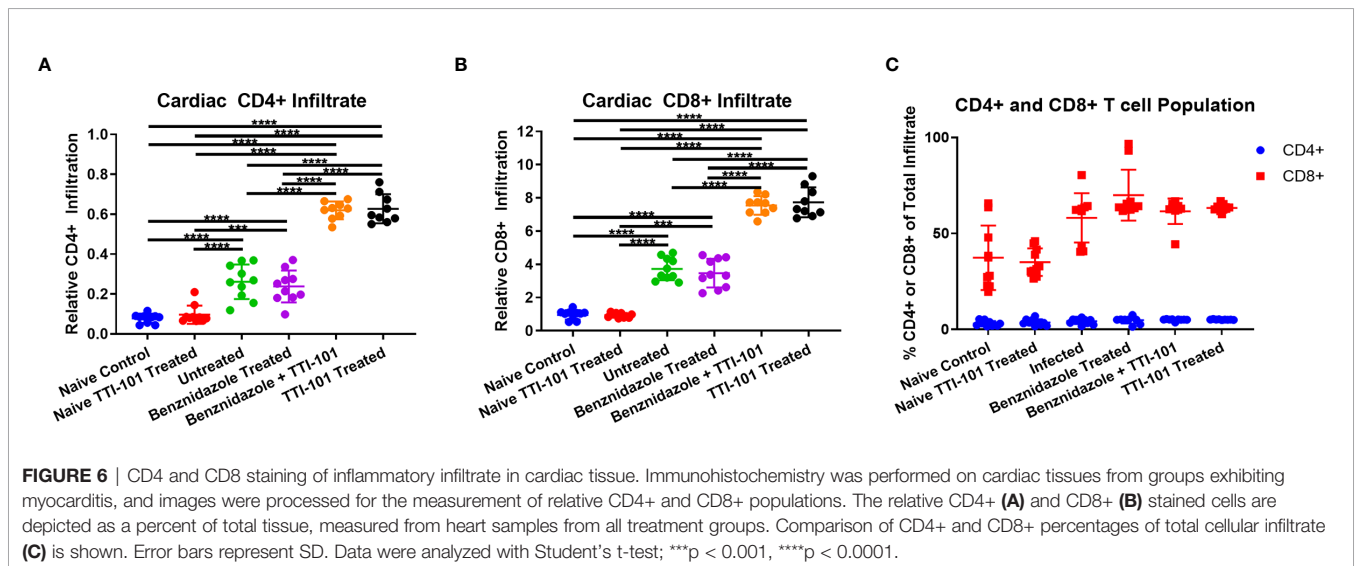 A
Cardiac CD4+ Infiltrate
Relative CD4+ Infiltration
1.0
0.8
0.6
0.4
0.2
0.0
****
****
****
****
****
****
****
****
****
***
****
****
Naive Control
Naive TTI-101 Treated
Untreated
Benznidazole Treated
Benznidazole + TTI-101
TTI-101 Treated
B
Cardiac CD8+ Infiltrate
Relative CD8+ Infiltration
12
10
8
6
4
2
0
****
****
****
****
****
****
****
****
****
***
****
****
Naive Control
Naive TTI-101 Treated
Untreated
Benznidazole Treated
Benznidazole + TTI-101
TTI-101 Treated
C
CD4+ and CD8+ T cell Population
% CD4+ or CD8+ of Total Infiltrate
100
50
0
CD4+
CD8+
Naive Control
Naive TTI-101 Treated
Infected
Benznidazole Treated
Benznidazole + TTI-101
TTI-101 Treated
FIGURE 6 | CD4 and CD8 staining of inflammatory infiltrate in cardiac tissue. Immunohistochemistry was performed on cardiac tissues from groups exhibiting
myocarditis, and images were processed for the measurement of relative CD4+ and CD8+ populations. The relative CD4+ (A) and CD8+ (B) stained cells are
depicted as a percent of total tissue, measured from heart samples from all treatment groups. Comparison of CD4+ and CD8+ percentages of total cellular infiltrate
(C) is shown. Error bars represent SD. Data were analyzed with Student's t-test; ***p < 0.001, ****p < 0.0001.